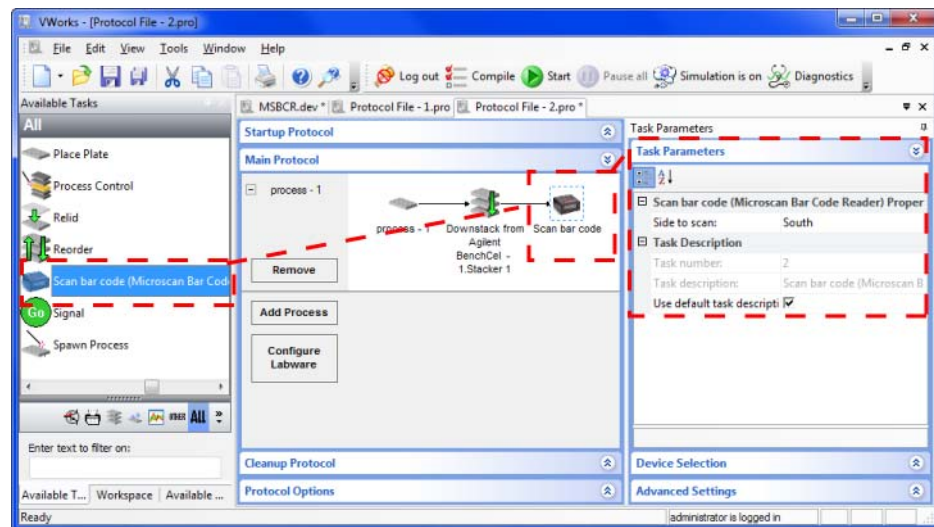 VWorks - [Protocol File - 2.pro]
File Edit View Tools Window Help
Log out Compile Start Pause all Simulation is on Diagnostics
Available Tasks
All
Place Plate
Process Control
Relid
Reorder
Scan bar code (Microscan Bar Code
Signal
Spawn Process
OTHER All
Enter text to filter on:
Available T... Workspace Available ...
MSBCR.dev * Protocol File - 1.pro Protocol File - 2.pro *
Startup Protocol
Main Protocol
process - 1
process - 1
Downstack from
Agilent
BenchCel -
1.Stacker 1
Scan bar code
Remove
Add Process
Configure
Labware
Cleanup Protocol
Protocol Options
Task Parameters
Task Parameters
Scan bar code (Microscan Bar Code Reader) Proper
Side to scan: South
Task Description
Task number: 2
Task description: Scan bar code (Microscan B
Use default task descripti
Device Selection
Advanced Settings
Ready
administrator is logged in